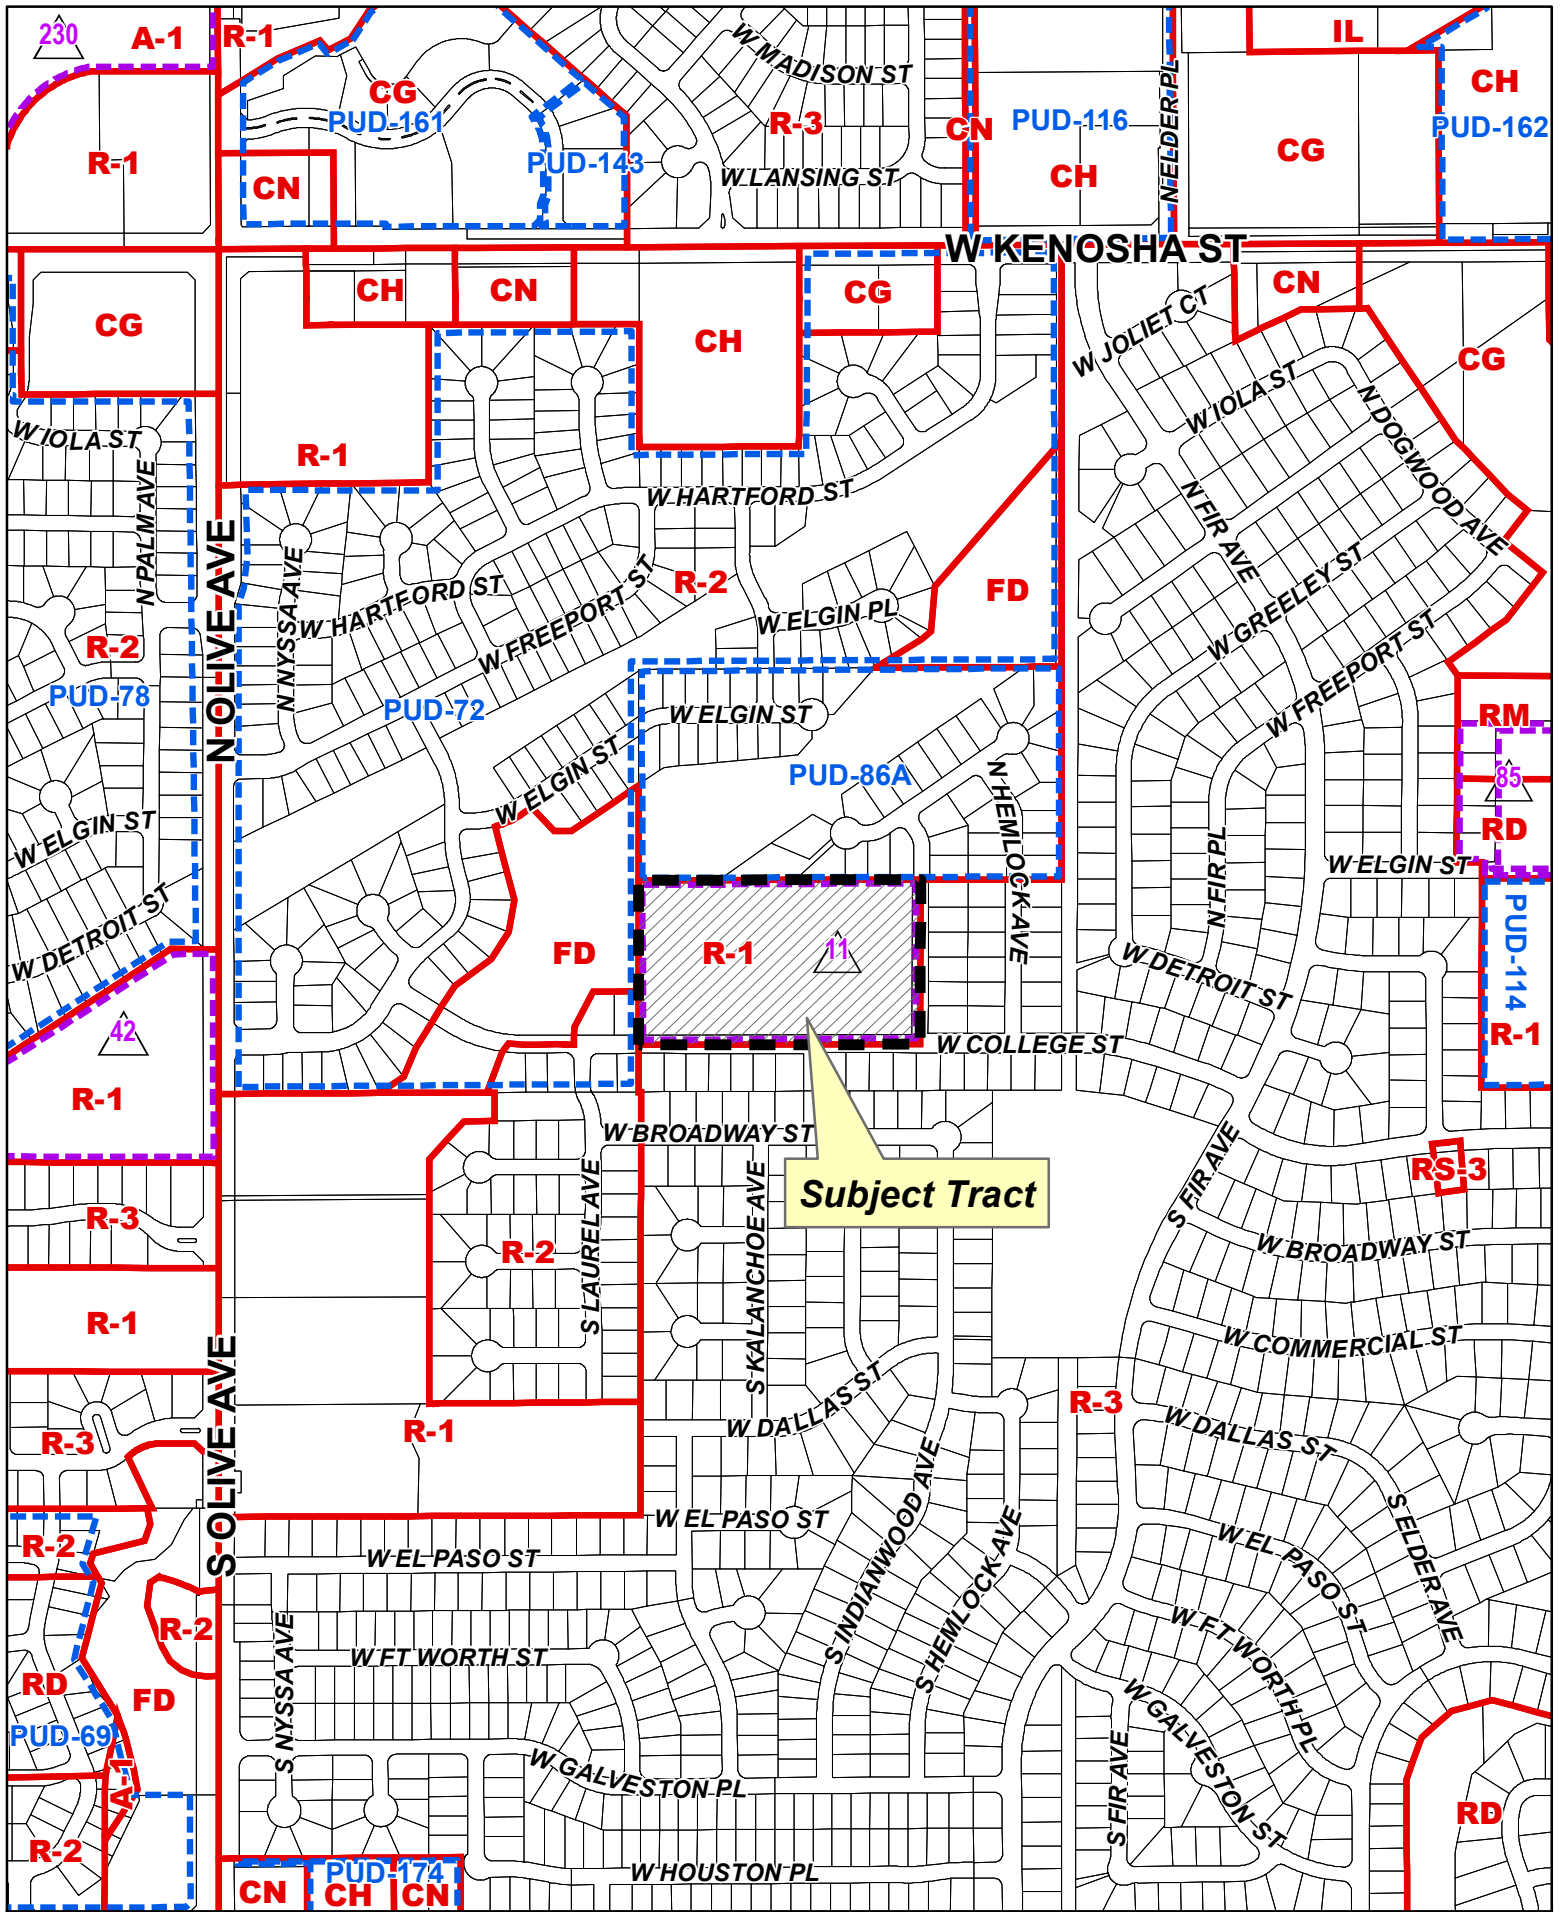 230
A-1
R-1
W MADISON ST
IL
CH
CG
PUD-161
R-3
CN
PUD-116
N ELDER PL
PUD-162
CG
R-1
PUD-143
CN
W LANSING ST
CH
W KENOSHA ST
CH
CN
CG
CN
CG
CH
W JOLIET CT
CG
W IOLA ST
W IOLA ST
N DOGWOOD AVE
R-1
N PALM AVE
W HARTFORD ST
N FIR AVE
N OLIVE AVE
N NYSSA AVE
W HARTFORD ST
W FREEPORT ST
R-2
FD
W GREELEY ST
W ELGIN PL
R-2
W FREEPORT ST
PUD-78
PUD-72
W ELGIN ST
RM
W ELGIN ST
PUD-86A
N HEMLOCK AVE
85
RD
W ELGIN ST
N FIR PL
W ELGIN ST
W DETROIT ST
FD
R-1
11
W DETROIT ST
PUD-114
42
R-1
W COLLEGE ST
R-1
W BROADWAY ST
S FIR AVE
RS-3
Subject Tract
S LAUREL AVE
S KALANCHOE AVE
R-3
R-2
W BROADWAY ST
R-1
W COMMERCIAL ST
S OLIVE AVE
W DALLAS ST
R-3
R-1
R-3
W DALLAS ST
S INDIANWOOD AVE
S ELDER AVE
W EL PASO ST
R-2
W EL PASO ST
S HEMLOCK AVE
W EL PASO ST
R-2
S NYSSA AVE
W FT WORTH ST
W FT WORTH PL
RD
FD
PUD-69
W GALVESTON ST
A-1
W GALVESTON PL
S FIR AVE
RD
R-2
PUD-174
W HOUSTON PL
CN
CH
CN